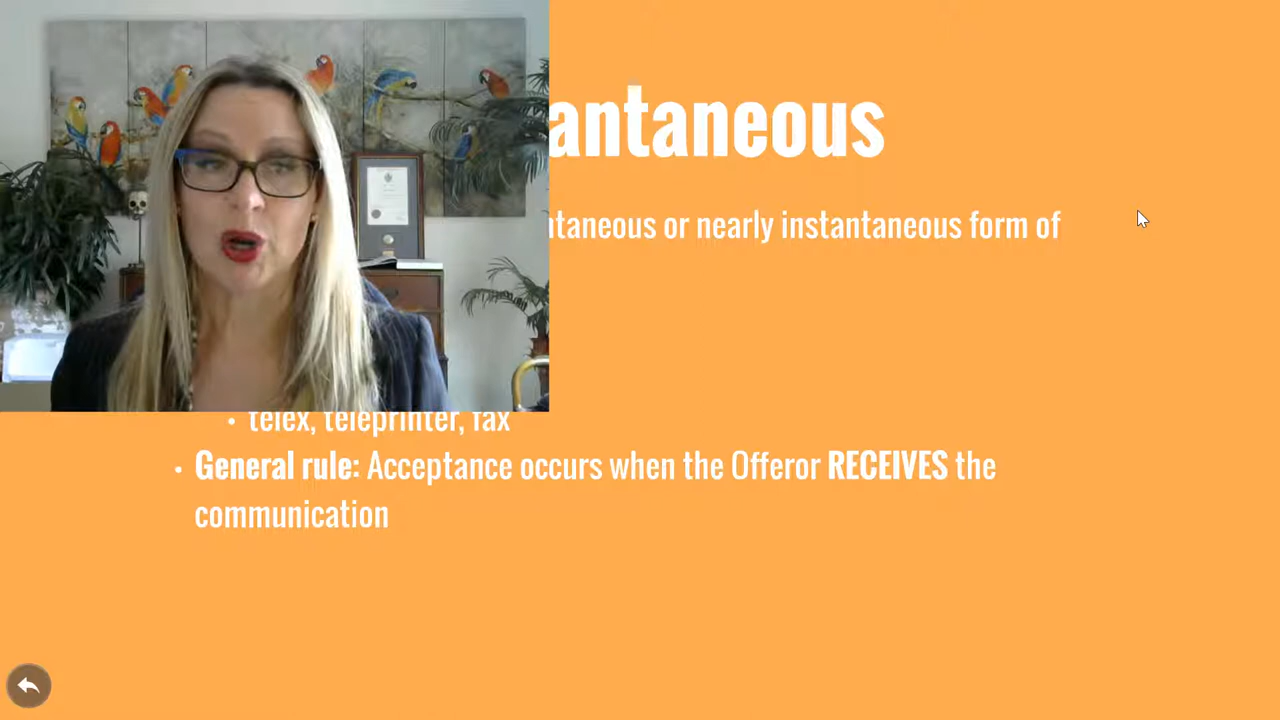 antaneous
ntaneous or nearly instantaneous form of
• telex, teleprinter, fax
• General rule: Acceptance occurs when the Offeror RECEIVES the
communication